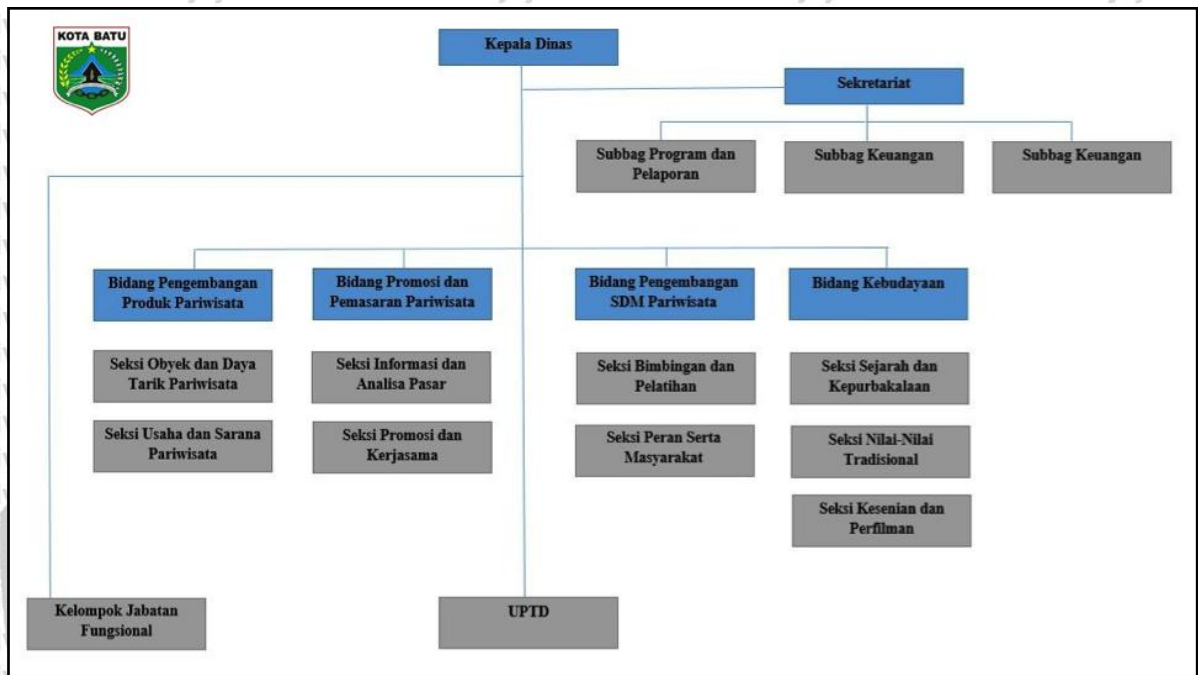 KOTA BATU
Kepala Dinas
Sekretariat
Subbag Program dan
Pelaporan
Subbag Keuangan
Subbag Keuangan
Bidang Pengembangan
Produk Pariwisata
Bidang Promosi dan
Pemasaran Pariwisata
Bidang Pengembangan
SDM Pariwisata
Bidang Kebudayaan
Seksi Obyek dan Daya
Tarik Pariwisata
Seksi Informasi dan
Analisa Pasar
Seksi Bimbingan dan
Pelatihan
Seksi Sejarah dan
Kepurbakalaan
Seksi Usaha dan Sarana
Pariwisata
Seksi Promosi dan
Kerjasama
Seksi Peran Serta
Masyarakat
Seksi Nilai-Nilai
Tradisional
Seksi Kesenian dan
Perfilman
Kelompok Jabatan
Fungsional
UPTD